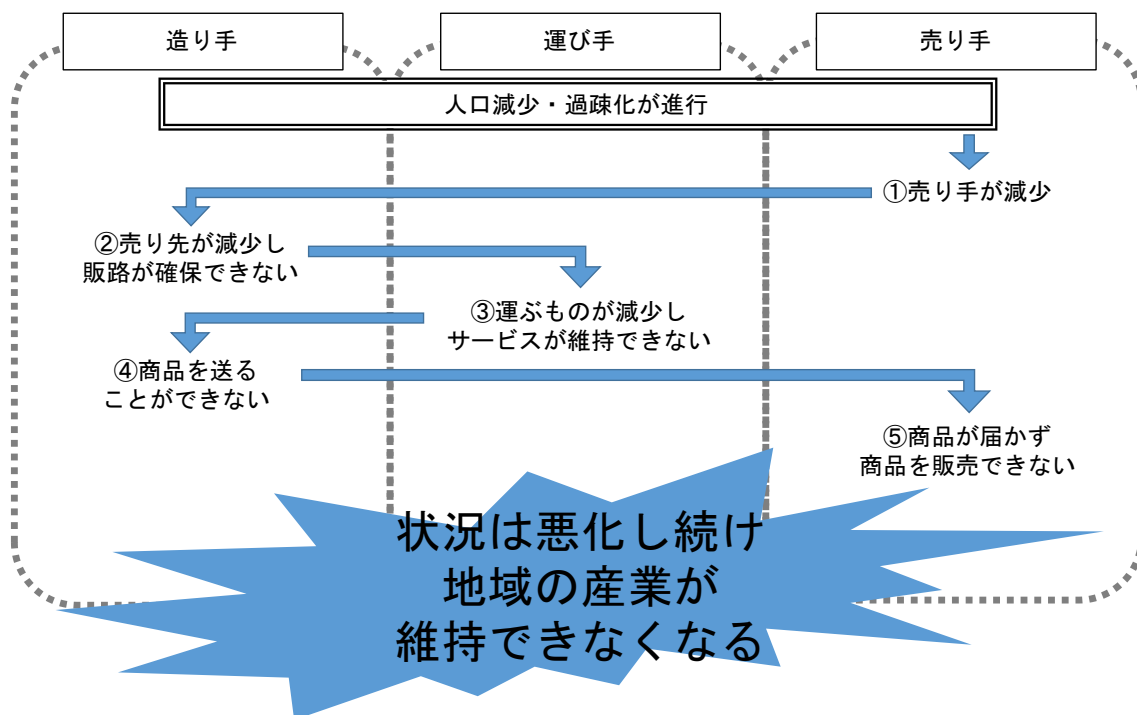 造り手
運び手
売り手
人口減少・過疎化が進行
①売り手が減少
②売り先が減少し
販路が確保できない
③運ぶものが減少し
サービスが維持できない
④商品を送る
ことができない
⑤商品が届かず
商品を販売できない
状況は悪化し続け
地域の産業が
維持できなくなる